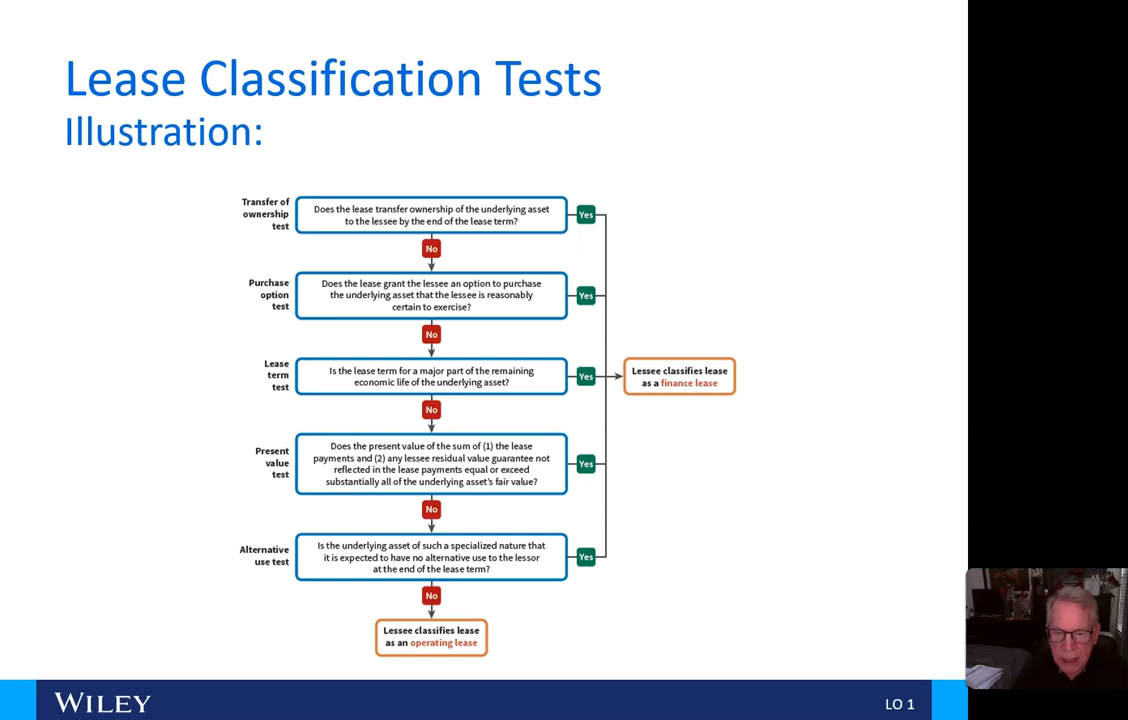 Lease Classification Tests
Illustration:
Transfer of
ownership
test
Does the lease transfer ownership of the underlying asset
to the lessee by the end of the lease term?
Yes
No
Purchase
option
test
Does the lease grant the lessee an option to purchase
the underlying asset that the lessee is reasonably
certain to exercise?
Yes
No
Lease
term
test
Is the lease term for a major part of the remaining
economic life of the underlying asset?
Yes
Lessee classifies lease
as a finance lease
No
Present
value
test
Does the present value of the sum of (1) the lease
payments and (2) any lessee residual value guarantee not
reflected in the lease payments equal or exceed
substantially all of the underlying asset's fair value?
Yes
No
Alternative
use test
Is the underlying asset of such a specialized nature that
it is expected to have no alternative use to the lessor
at the end of the lease term?
Yes
No
Lessee classifies lease
as an operating lease
WILEY
LO 1